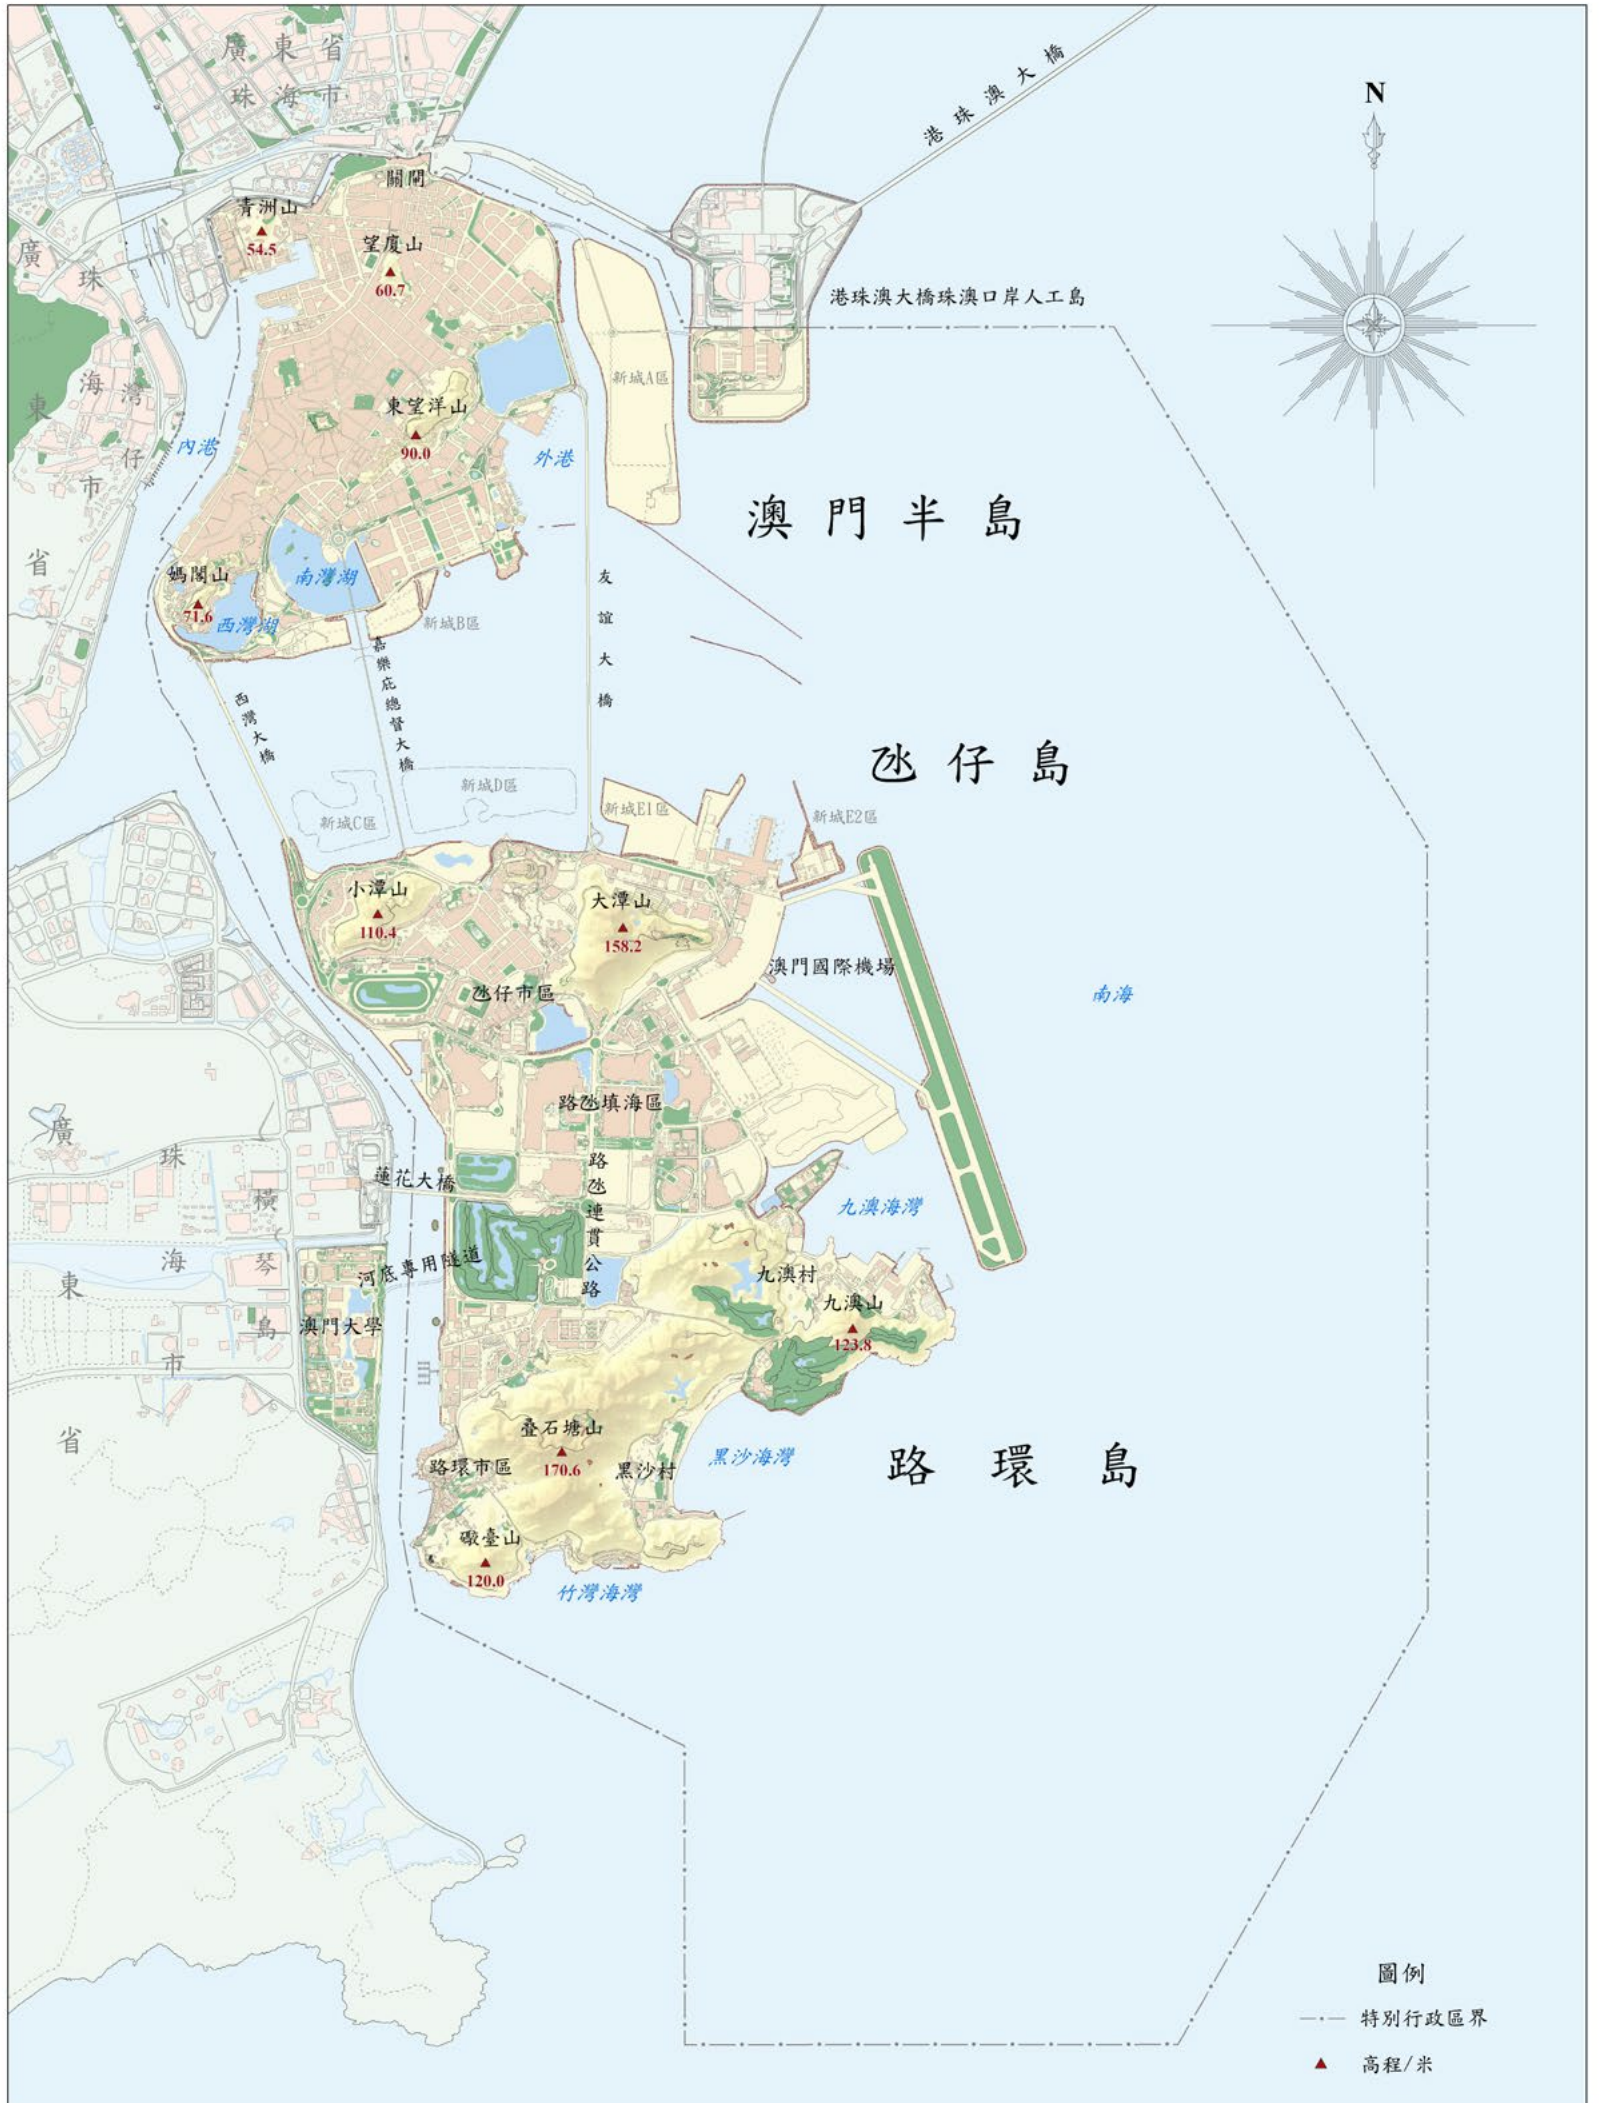 廣東省
珠海市
港珠澳大橋
N
關閘
青洲山
54.5
望廈山
60.7
廣東省
珠海市
灣仔
港珠澳大橋珠澳口岸人工島
新城A區
東望洋山
90.0
內港
外港
澳門半島
媽閣山
71.6
南灣湖
西灣湖
新城B區
友誼大橋
嘉樂庇總督大橋
西灣大橋
氹仔島
新城C區
新城D區
新城E1區
新城E2區
小潭山
110.4
大潭山
158.2
澳門國際機場
南海
氹仔市區
路氹填海區
廣東省
珠海市
橫琴島
蓮花大橋
路氹連貫公路
九澳海灣
河底專用隧道
九澳村
九澳山
123.8
澳門大學
疊石塘山
170.6
路環市區
黑沙村
黑沙海灣
路環島
礮臺山
120.0
竹灣海灣
圖例
特別行政區界
高程/米